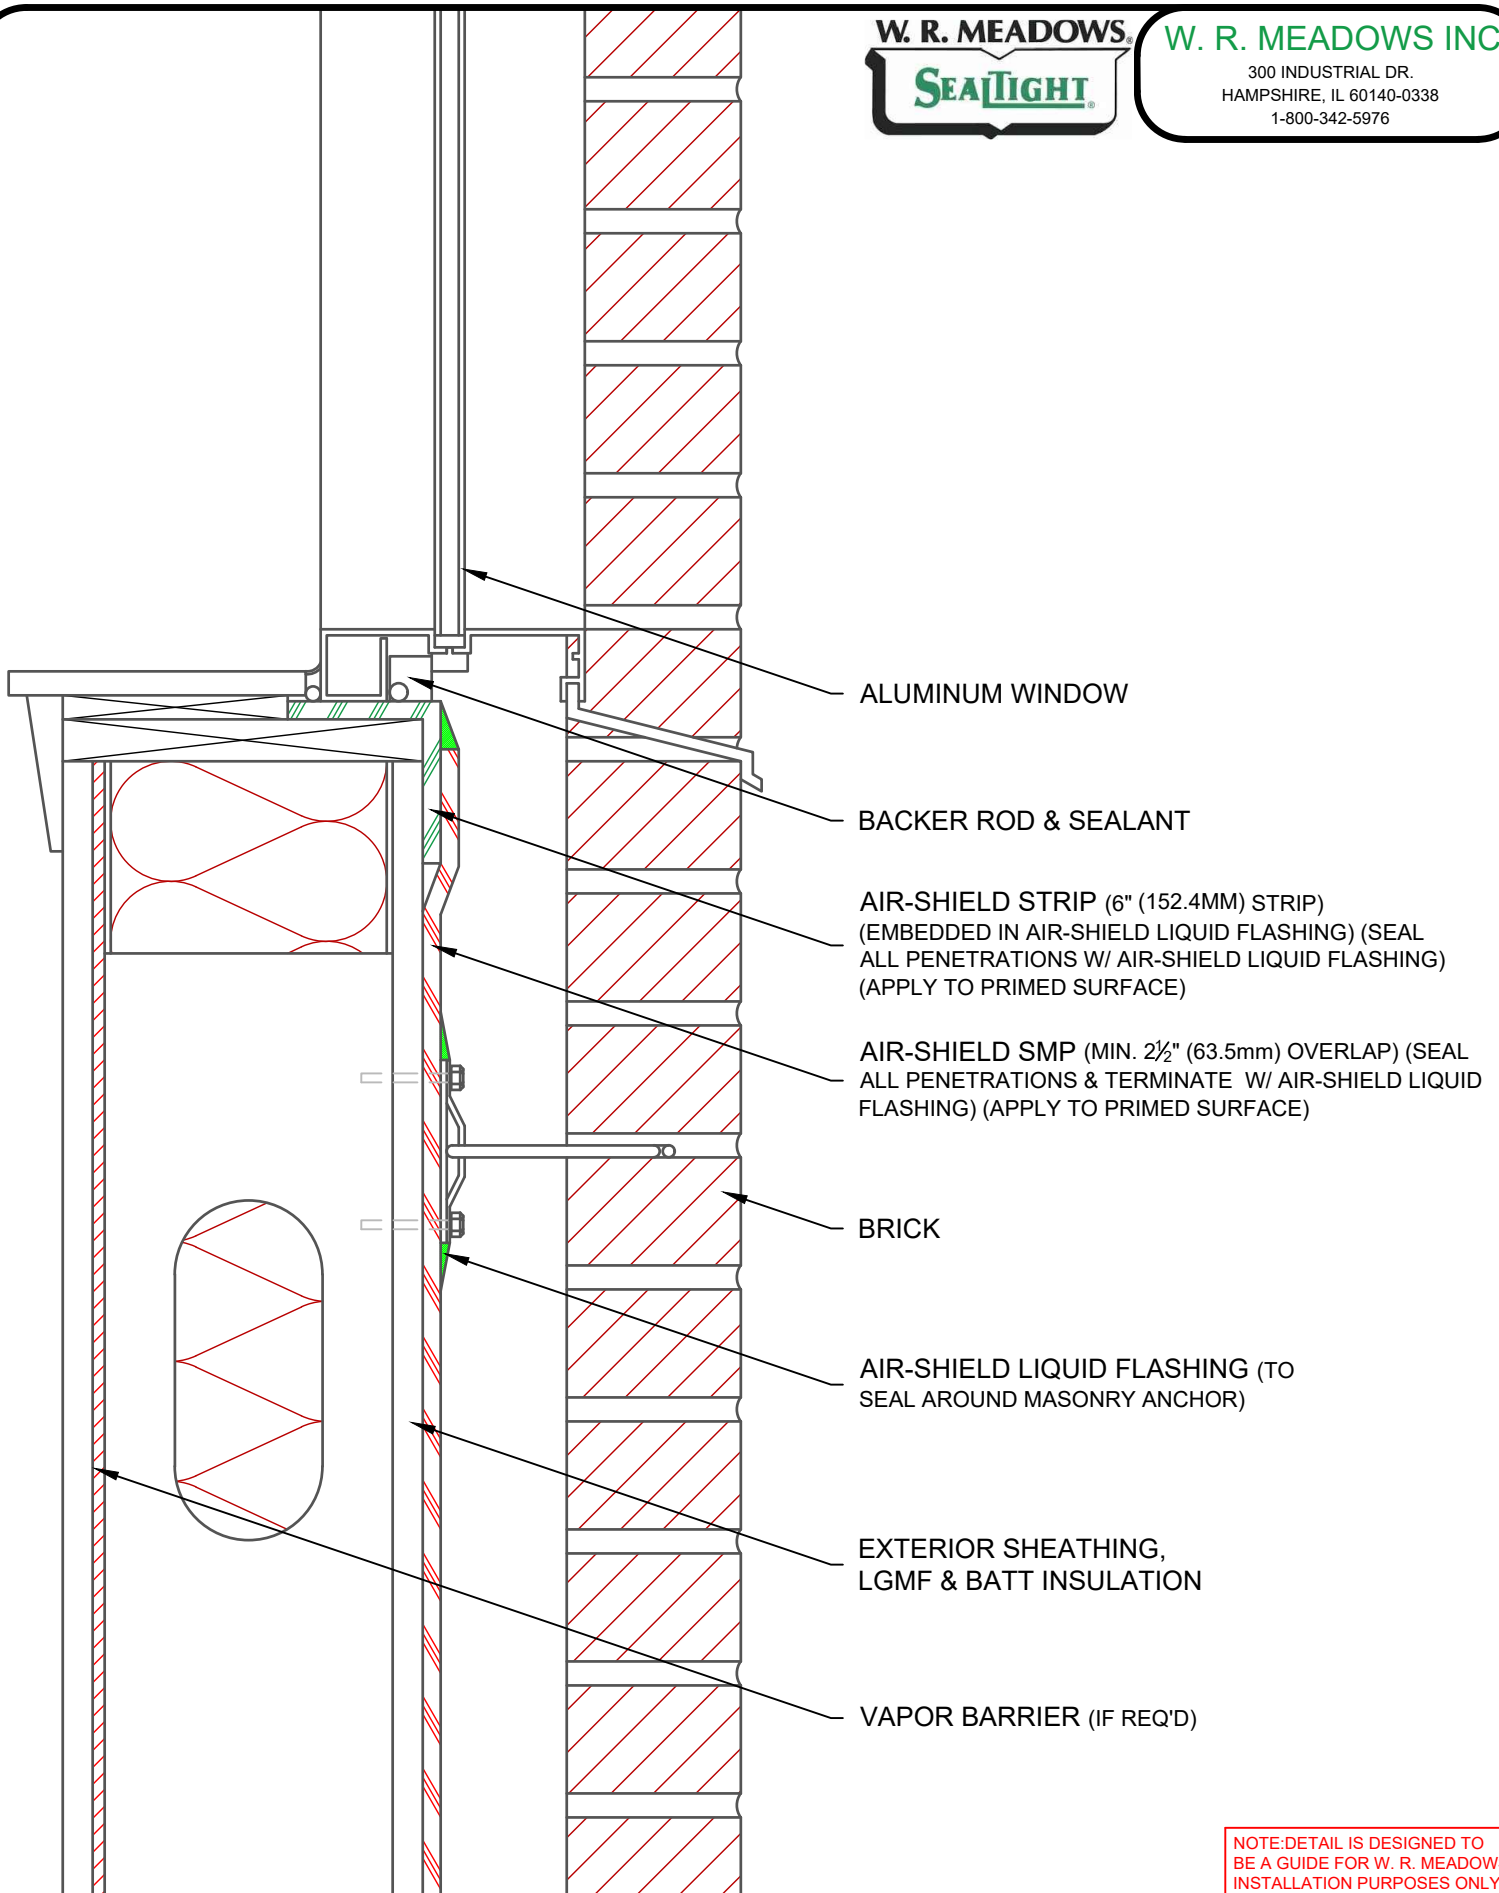 W. R. MEADOWS®
SEALTIGHT®
W. R. MEADOWS INC
300 INDUSTRIAL DR.
HAMPSHIRE, IL 60140-0338
1-800-342-5976
ALUMINUM WINDOW
BACKER ROD & SEALANT
AIR-SHIELD STRIP (6" (152.4MM) STRIP)
(EMBEDDED IN AIR-SHIELD LIQUID FLASHING) (SEAL
ALL PENETRATIONS W/ AIR-SHIELD LIQUID FLASHING)
(APPLY TO PRIMED SURFACE)
AIR-SHIELD SMP (MIN. 2½" (63.5mm) OVERLAP) (SEAL
ALL PENETRATIONS & TERMINATE W/ AIR-SHIELD LIQUID
FLASHING) (APPLY TO PRIMED SURFACE)
BRICK
AIR-SHIELD LIQUID FLASHING (TO
SEAL AROUND MASONRY ANCHOR)
EXTERIOR SHEATHING,
LGMF & BATT INSULATION
VAPOR BARRIER (IF REQ'D)
NOTE:DETAIL IS DESIGNED TO
BE A GUIDE FOR W. R. MEADOW
INSTALLATION PURPOSES ONLY